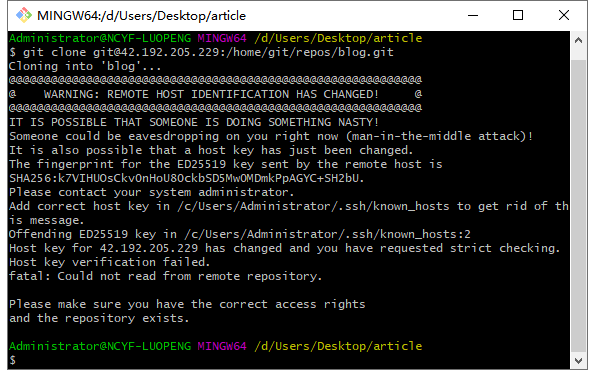 MINGW64:/d/Users/Desktop/article
Administrator@NCYF-LUOPENG MINGW64 /d/Users/Desktop/article
$ git clone git@42.192.205.229:/home/git/repos/blog.git
Cloning into 'blog'...
@@@@@@@@@@@@@@@@@@@@@@@@@@@@@@@@@@@@@@@@@@@@@@@@@@@@@@@@@@@
@    WARNING: REMOTE HOST IDENTIFICATION HAS CHANGED!     @
@@@@@@@@@@@@@@@@@@@@@@@@@@@@@@@@@@@@@@@@@@@@@@@@@@@@@@@@@@@
IT IS POSSIBLE THAT SOMEONE IS DOING SOMETHING NASTY!
Someone could be eavesdropping on you right now (man-in-the-middle attack)!
It is also possible that a host key has just been changed.
The fingerprint for the ED25519 key sent by the remote host is
SHA256:k7VIHUOsCkvOnHoU8OckbSD5MwOMDmkPpAGYC+SH2bU.
Please contact your system administrator.
Add correct host key in /c/Users/Administrator/.ssh/known_hosts to get rid of th
is message.
Offending ED25519 key in /c/Users/Administrator/.ssh/known_hosts:2
Host key for 42.192.205.229 has changed and you have requested strict checking.
Host key verification failed.
fatal: Could not read from remote repository.

Please make sure you have the correct access rights
and the repository exists.

Administrator@NCYF-LUOPENG MINGW64 /d/Users/Desktop/article
$